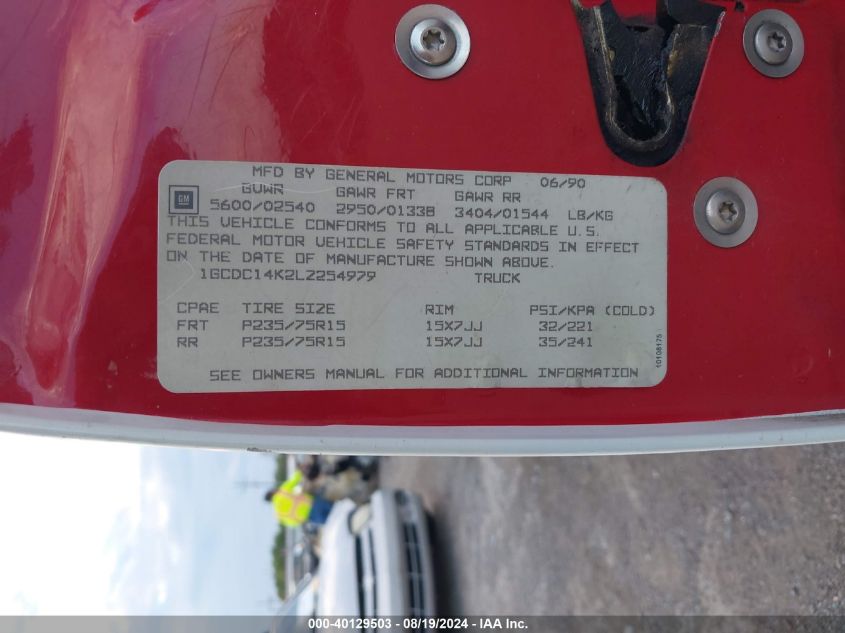 MFD BY GENERAL MOTORS CORP 06/90
GVWR GAWR FRT GAWR RR
GM
5600/02540 2950/01338 3404/01544 LB/KG
THIS VEHICLE CONFORMS TO ALL APPLICABLE U.S.
FEDERAL MOTOR VEHICLE SAFETY STANDARDS IN EFFECT
ON THE DATE OF MANUFACTURE SHOWN ABOVE.
1GCDC14K2LZ254979 TRUCK
CPAE TIRE SIZE RIM PSI/KPA (COLD)
FRT P235/75R15 15X7JJ 32/221
RR P235/75R15 15X7JJ 35/241
10108175
SEE OWNERS MANUAL FOR ADDITIONAL INFORMATION
000-40129503 - 08/19/2024 - IAA Inc.